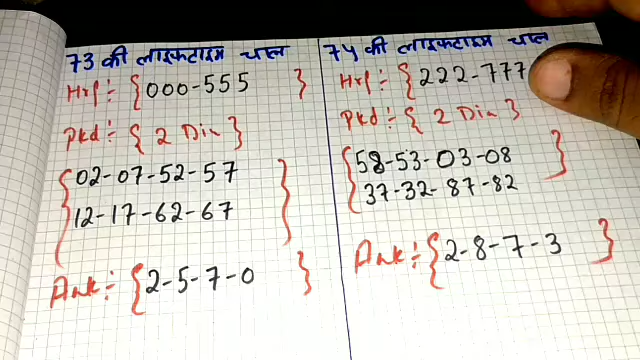 73 की लाइफटाइम चाल
Hrf÷{000-555}
Pkd÷{2 Din}
{02-07-52-57
12-17-62-67}
Ank÷{2-5-7-0}
74 की लाइफटाइम चाल
Hrf÷{222-777
Pkd÷{2 Din}
{58-53-03-08
37-32-87-82}
Ank÷{2-8-7-3}